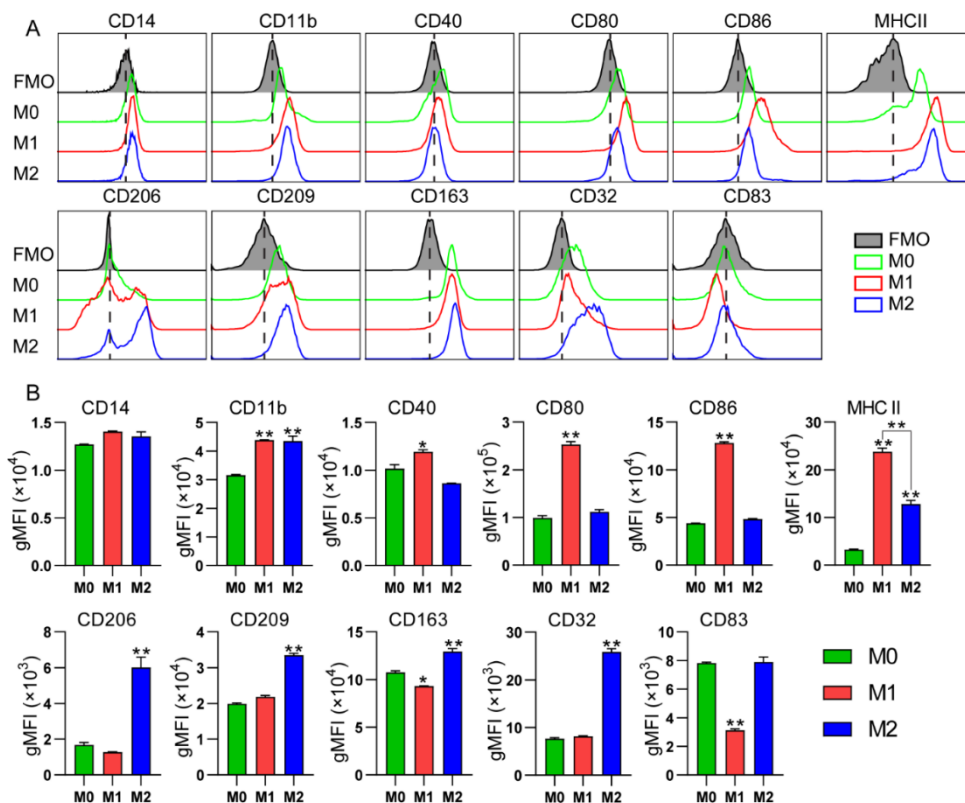 A
CD14 CD11b CD40 CD80 CD86 MHCII
FMO
M0
M1
M2
CD206 CD209 CD163 CD32 CD83
FMO
M0
M1
M2
FMO
M0
M1
M2
B
CD14 CD11b CD40 CD80 CD86 MHC II
gMFI (×10⁴) gMFI (×10⁴) gMFI (×10⁴) gMFI (×10⁵) gMFI (×10⁴) gMFI (×10⁴)
1.5 1.0 0.5 0.0
5 4 3 2 1 0
1.5 1.0 0.5 0.0
3 2 1 0
15 10 5 0
30 20 10 0
** ** * ** ** ** ** **
M0 M1 M2 M0 M1 M2 M0 M1 M2 M0 M1 M2 M0 M1 M2 M0 M1 M2
CD206 CD209 CD163 CD32 CD83
gMFI (×10³) gMFI (×10⁴) gMFI (×10⁴) gMFI (×10³) gMFI (×10³)
8 6 4 2 0
4 3 2 1 0
15 10 5 0
30 20 10 0
9 6 3 0
** ** * ** ** **
M0 M1 M2 M0 M1 M2 M0 M1 M2 M0 M1 M2 M0 M1 M2
M0
M1
M2